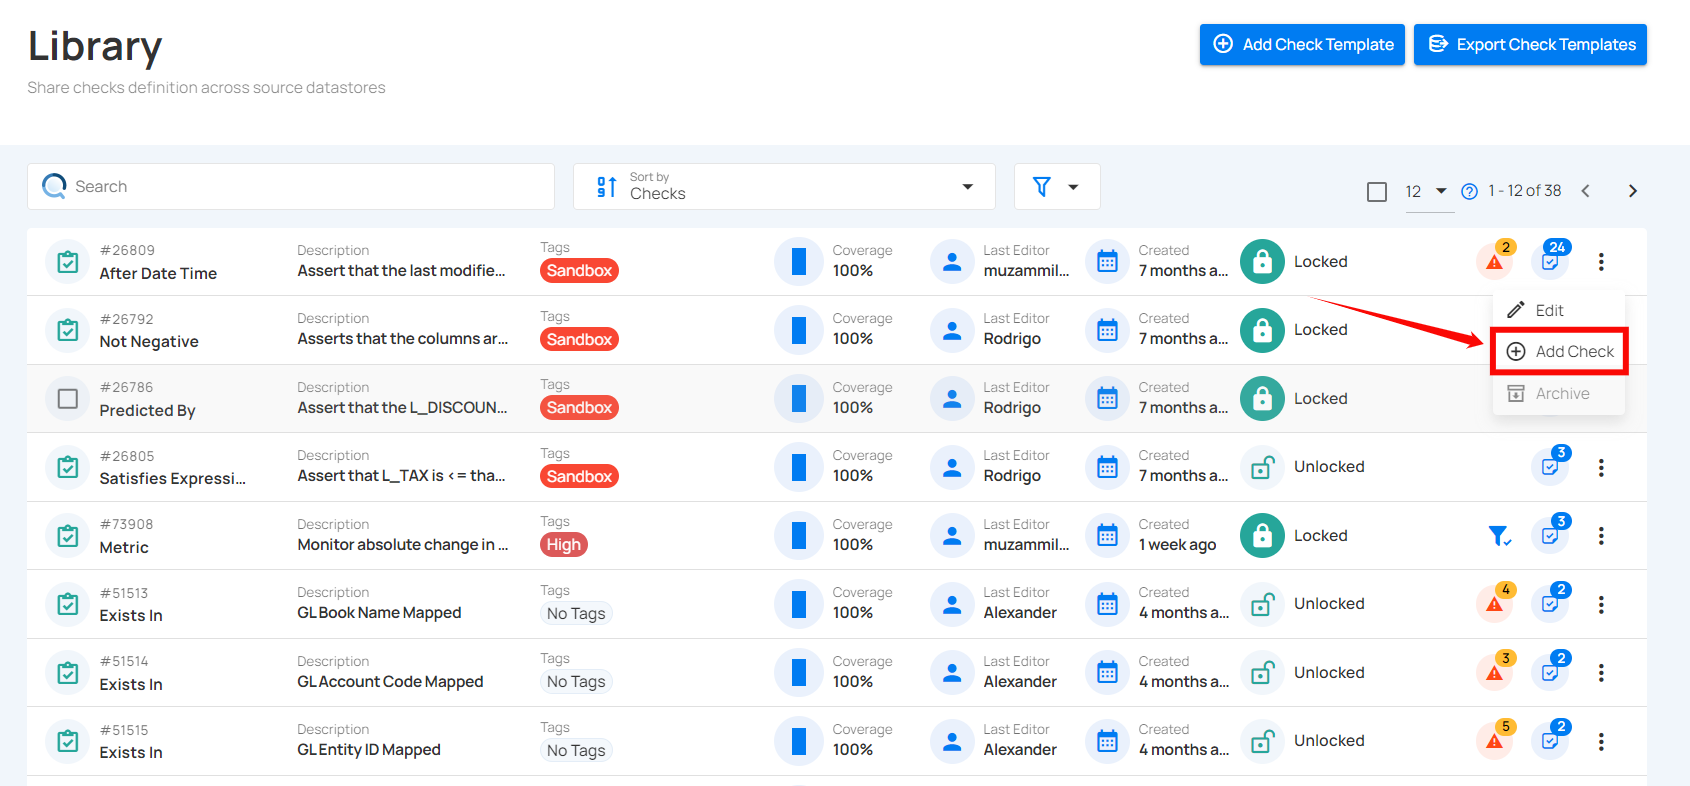 Library
Share checks definition across source datastores
Add Check Template
Export Check Templates
Search
Sort by
Checks
12
1 - 12 of 38
#26809
After Date Time
Description
Assert that the last modifie...
Tags
Sandbox
Coverage
100%
Last Editor
muzammil...
Created
7 months a...
Locked
2
24
Edit
Add Check
Archive
#26792
Not Negative
Description
Asserts that the columns ar...
Tags
Sandbox
Coverage
100%
Last Editor
Rodrigo
Created
7 months a...
Locked
#26786
Predicted By
Description
Assert that the L_DISCOUN...
Tags
Sandbox
Coverage
100%
Last Editor
Rodrigo
Created
7 months a...
Locked
#26805
Satisfies Expressi...
Description
Assert that L_TAX is <= tha...
Tags
Sandbox
Coverage
100%
Last Editor
Rodrigo
Created
7 months a...
Unlocked
3
#73908
Metric
Description
Monitor absolute change in ...
Tags
High
Coverage
100%
Last Editor
muzammil...
Created
1 week ago
Locked
3
#51513
Exists In
Description
GL Book Name Mapped
Tags
No Tags
Coverage
100%
Last Editor
Alexander
Created
4 months a...
Unlocked
4
2
#51514
Exists In
Description
GL Account Code Mapped
Tags
No Tags
Coverage
100%
Last Editor
Alexander
Created
4 months a...
Unlocked
3
2
#51515
Exists In
Description
GL Entity ID Mapped
Tags
No Tags
Coverage
100%
Last Editor
Alexander
Created
4 months a...
Unlocked
5
2